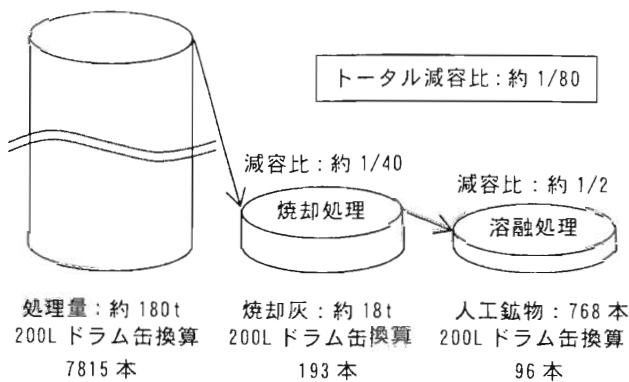 トータル減容比：約 1/80
減容比：約 1/40
減容比：約 1/2
焼却処理
溶融処理
処理量：約 180t
200L ドラム缶換算
7815 本
焼却灰：約 18t
200L ドラム缶換算
193 本
人工鉱物：768 本
200L ドラム缶換算
96 本